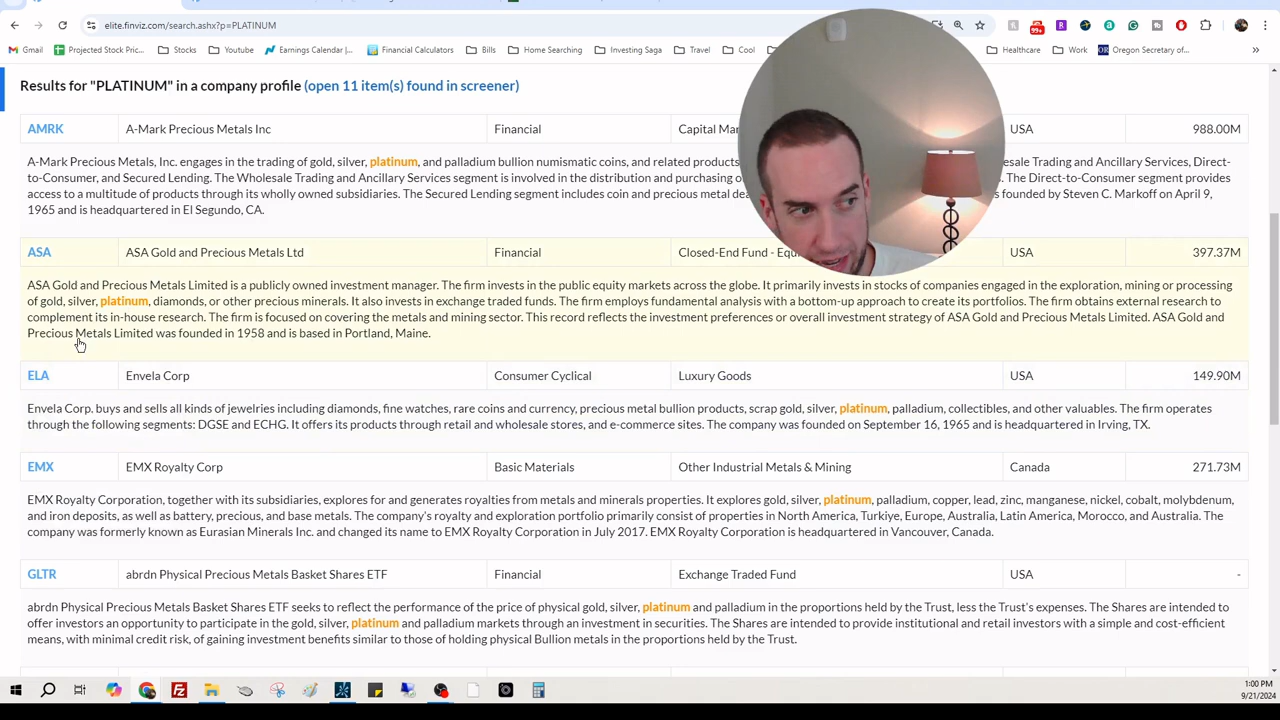 elite.finviz.com/search.ashx?p=PLATINUM
Gmail
Projected Stock Pric...
Stocks
Youtube
Earnings Calendar |...
Financial Calculators
Bills
Home Searching
Investing Saga
Travel
Cool
Healthcare
Work
Oregon Secretary of...
Results for "PLATINUM" in a company profile (open 11 item(s) found in screener)
AMRK A-Mark Precious Metals Inc Financial Capital Mar USA 988.00M
A-Mark Precious Metals, Inc. engages in the trading of gold, silver, platinum, and palladium bullion numismatic coins, and related products Trading and Ancillary Services, Direct-
to-Consumer, and Secured Lending. The Wholesale Trading and Ancillary Services segment is involved in the distribution and purchasing The Direct-to-Consumer segment provides
access to a multitude of products through its wholly owned subsidiaries. The Secured Lending segment includes coin and precious metal founded by Steven C. Markoff on April 9,
1965 and is headquartered in El Segundo, CA.
ASA ASA Gold and Precious Metals Ltd Financial Closed-End Fund - USA 397.37M
ASA Gold and Precious Metals Limited is a publicly owned investment manager. The firm invests in the public equity markets across the globe. It primarily invests in stocks of companies engaged in the exploration, mining or processing
of gold, silver, platinum, diamonds, or other precious minerals. It also invests in exchange traded funds. The firm employs fundamental analysis with a bottom-up approach to create its portfolios. The firm obtains external research to
complement its in-house research. The firm is focused on covering the metals and mining sector. This record reflects the investment preferences or overall investment strategy of ASA Gold and Precious Metals Limited. ASA Gold and
Precious Metals Limited was founded in 1958 and is based in Portland, Maine.
ELA Envela Corp Consumer Cyclical Luxury Goods USA 149.90M
Envela Corp. buys and sells all kinds of jewelries including diamonds, fine watches, rare coins and currency, precious metal bullion products, scrap gold, silver, platinum, palladium, collectibles, and other valuables. The firm operates
through the following segments: DGSE and ECHG. It offers its products through retail and wholesale stores, and e-commerce sites. The company was founded on September 16, 1965 and is headquartered in Irving, TX.
EMX EMX Royalty Corp Basic Materials Other Industrial Metals & Mining Canada 271.73M
EMX Royalty Corporation, together with its subsidiaries, explores for and generates royalties from metals and minerals properties. It explores gold, silver, platinum, palladium, copper, lead, zinc, manganese, nickel, cobalt, molybdenum,
and iron deposits, as well as battery, precious, and base metals. The company's royalty and exploration portfolio primarily consist of properties in North America, Turkiye, Europe, Australia, Latin America, Morocco, and Australia. The
company was formerly known as Eurasian Minerals Inc. and changed its name to EMX Royalty Corporation in July 2017. EMX Royalty Corporation is headquartered in Vancouver, Canada.
GLTR abrdn Physical Precious Metals Basket Shares ETF Financial Exchange Traded Fund USA -
abrdn Physical Precious Metals Basket Shares ETF seeks to reflect the performance of the price of physical gold, silver, platinum and palladium in the proportions held by the Trust, less the Trust's expenses. The Shares are intended to
offer investors an opportunity to participate in the gold, silver, platinum and palladium markets through an investment in securities. The Shares are intended to provide institutional and retail investors with a simple and cost-efficient
means, with minimal credit risk, of gaining investment benefits similar to those of holding physical Bullion metals in the proportions held by the Trust.
1:00 PM
9/21/2024